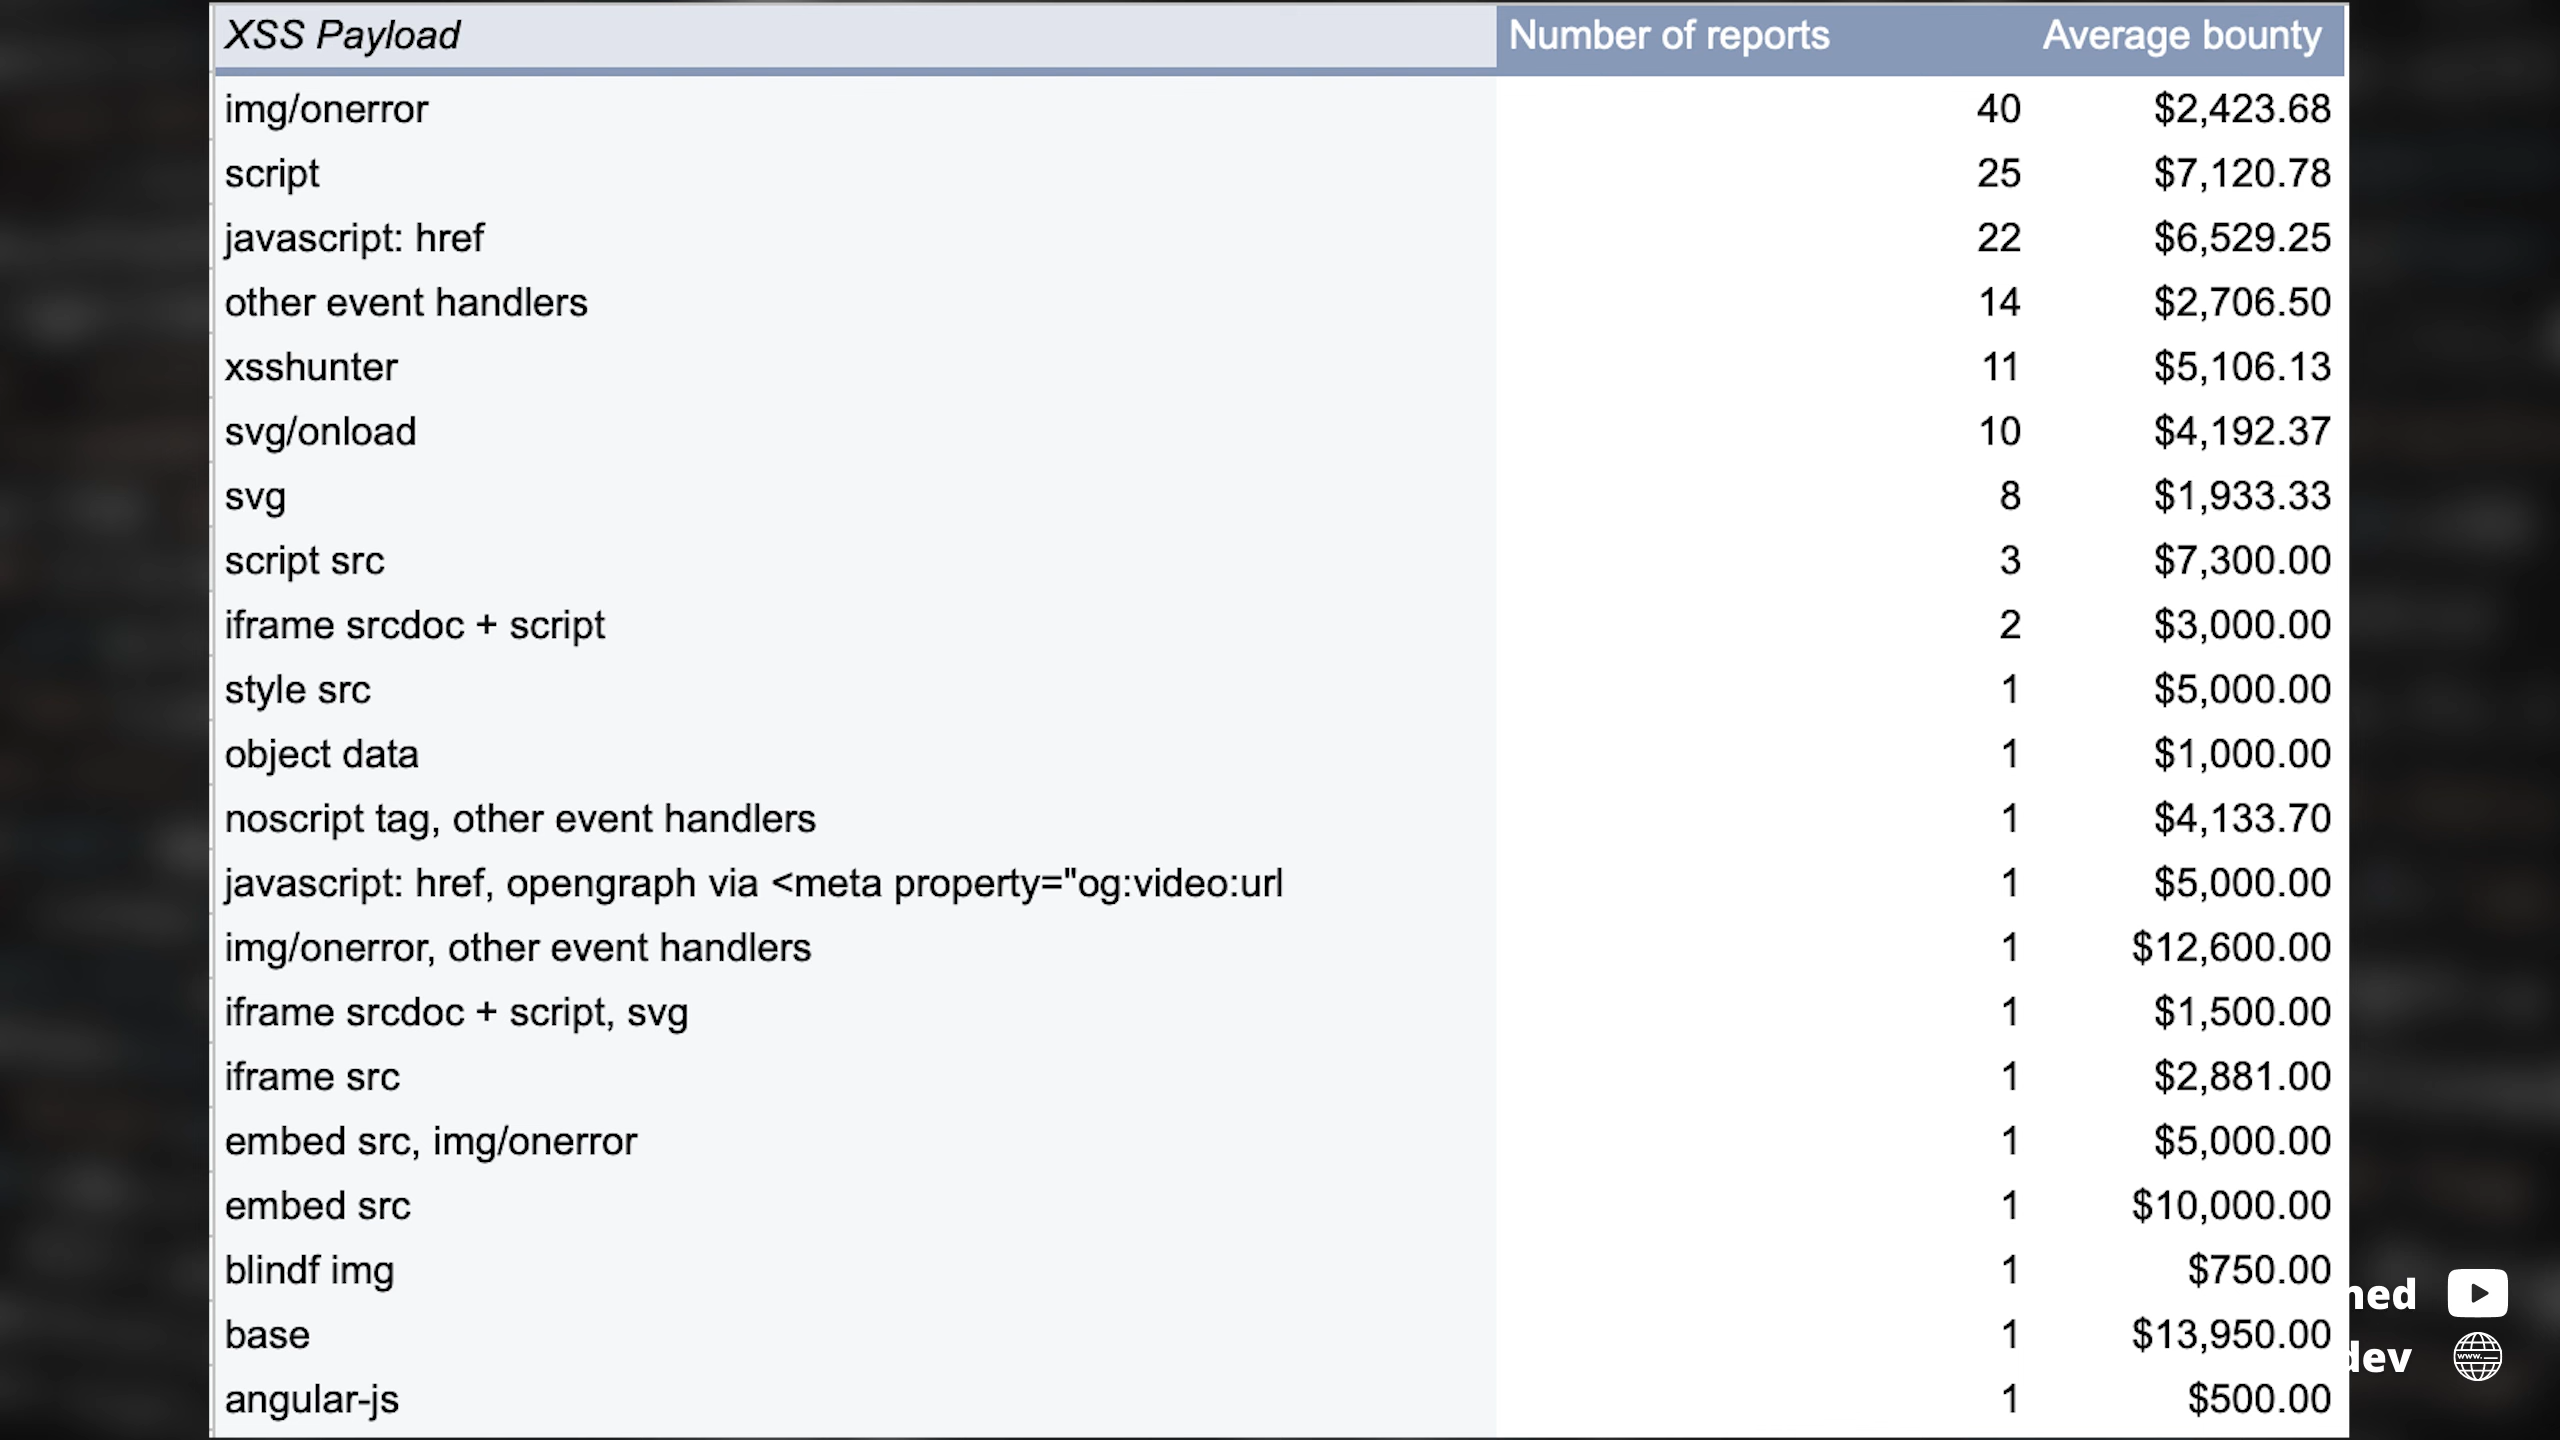 XSS Payload Number of reports Average bounty
img/onerror 40 $2,423.68
script 25 $7,120.78
javascript: href 22 $6,529.25
other event handlers 14 $2,706.50
xsshunter 11 $5,106.13
svg/onload 10 $4,192.37
svg 8 $1,933.33
script src 3 $7,300.00
iframe srcdoc + script 2 $3,000.00
style src 1 $5,000.00
object data 1 $1,000.00
noscript tag, other event handlers 1 $4,133.70
javascript: href, opengraph via <meta property="og:video:url 1 $5,000.00
img/onerror, other event handlers 1 $12,600.00
iframe srcdoc + script, svg 1 $1,500.00
iframe src 1 $2,881.00
embed src, img/onerror 1 $5,000.00
embed src 1 $10,000.00
blindf img 1 $750.00
ned
base 1 $13,950.00
dev
www.
angular-js 1 $500.00